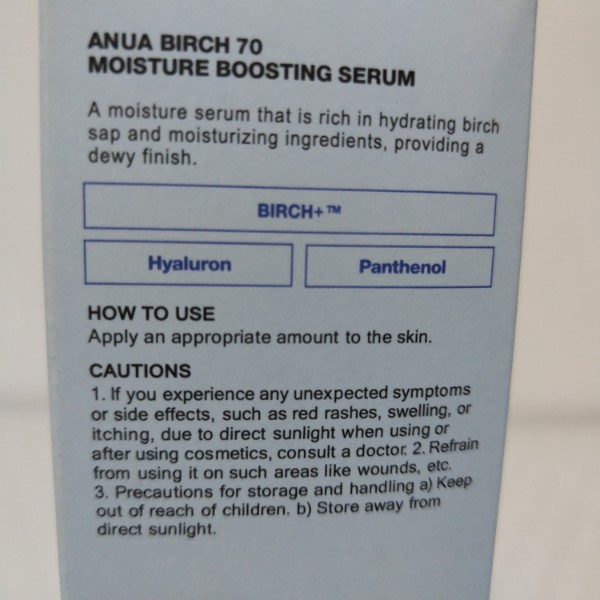 ANUA BIRCH 70
MOISTURE BOOSTING SERUM
A moisture serum that is rich in hydrating birch
sap and moisturizing ingredients, providing a
dewy finish.
BIRCH+™
Hyaluron
Panthenol
HOW TO USE
Apply an appropriate amount to the skin.
CAUTIONS
1. If you experience any unexpected symptoms
or side effects, such as red rashes, swelling, or
itching, due to direct sunlight when using or
after using cosmetics, consult a doctor. 2. Refrain
from using it on such areas like wounds, etc.
3. Precautions for storage and handling a) Keep
out of reach of children. b) Store away from
direct sunlight.